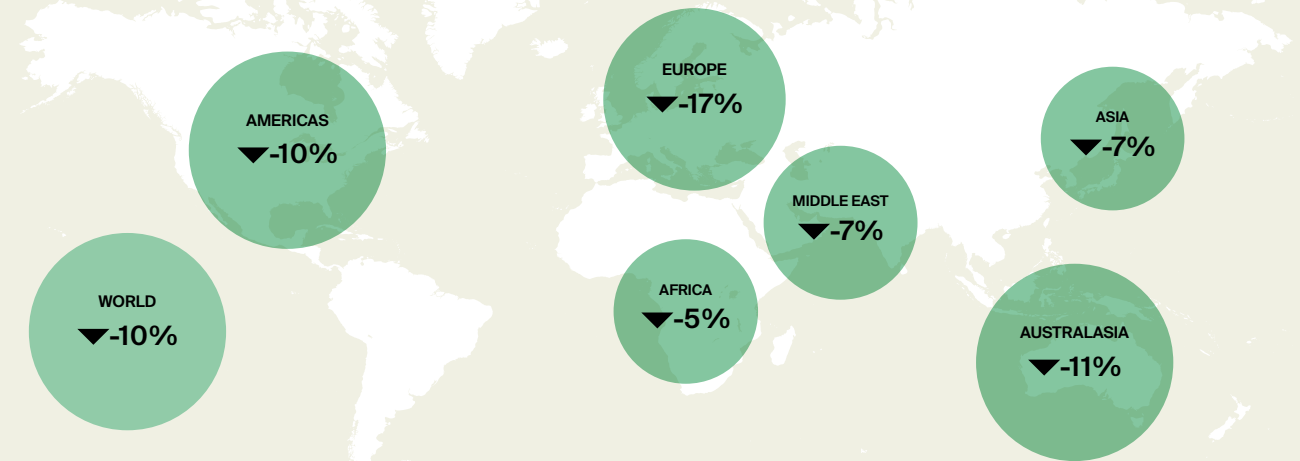 EUROPE
▼-17%
AMERICAS
▼-10%
ASIA
▼-7%
MIDDLE EAST
▼-7%
AFRICA
▼-5%
WORLD
▼-10%
AUSTRALASIA
▼-11%